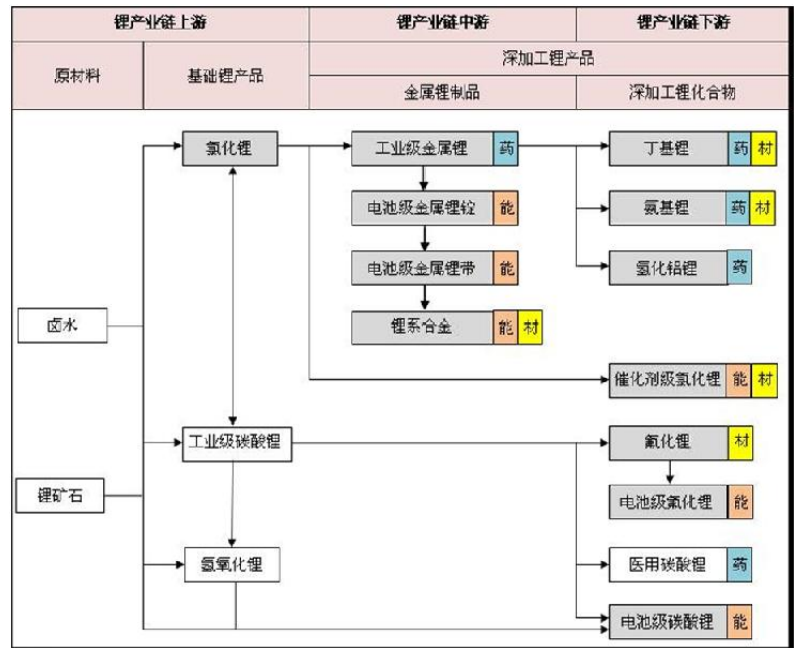 锂产业链上游 锂产业链中游 锂产业链下游
原材料 基础锂产品 深加工锂产品
金属锂制品 深加工锂化合物
氯化锂 工业级金属锂 药 丁基锂 药 材
电池级金属锂锭 能 氨基锂 药 材
电池级金属锂带 能 氢化铝锂 药
卤水 锂系合金 能 材
催化剂级氯化锂 能 材
工业级碳酸锂 氟化锂 材
锂矿石 电池级氟化锂 能
氢氧化锂 医用碳酸锂 药
电池级碳酸锂 能